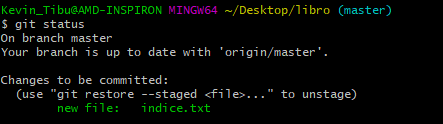 Kevin_Tibu@AMD-INSPIRON MINGW64 ~/Desktop/libro (master)
$ git status
On branch master
Your branch is up to date with 'origin/master'.

Changes to be committed:
  (use "git restore --staged <file>..." to unstage)
        new file:   indice.txt